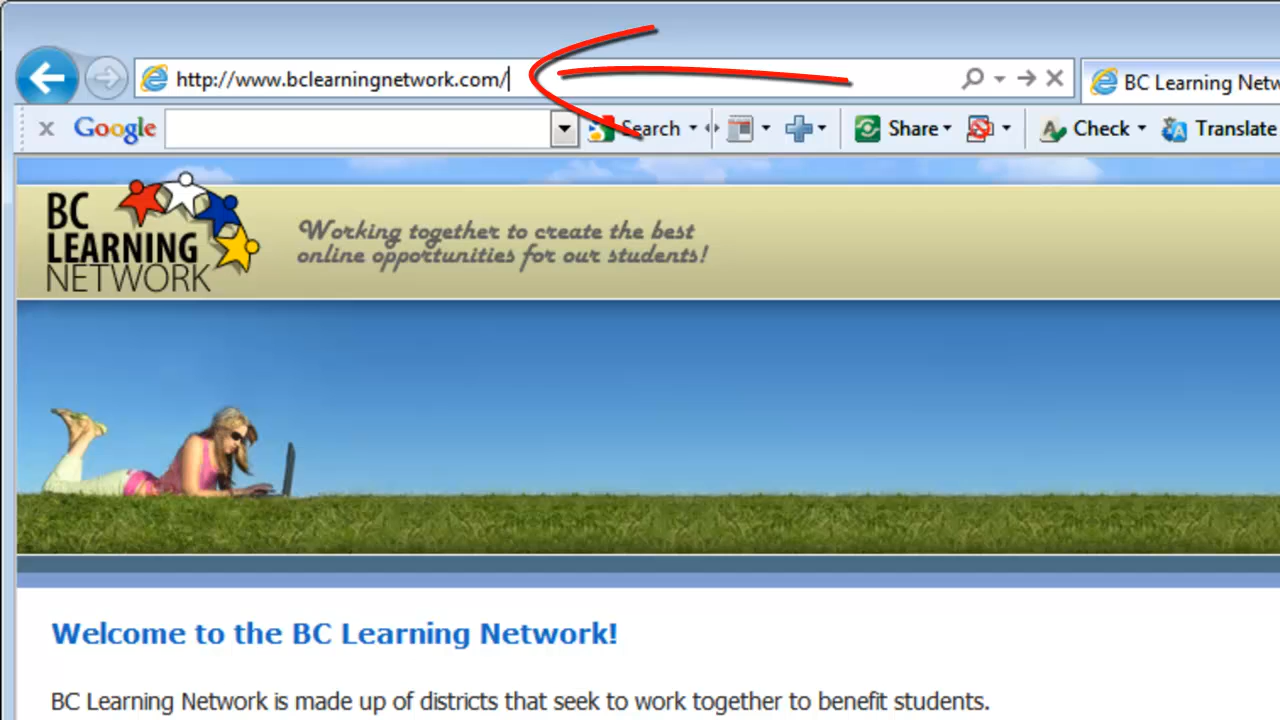 http://www.bclearningnetwork.com/
BC Learning Netw
Google
Search
Share
Check
Translate
BC
LEARNING
NETWORK
Working together to create the best
online opportunities for our students!
Welcome to the BC Learning Network!
BC Learning Network is made up of districts that seek to work together to benefit students.